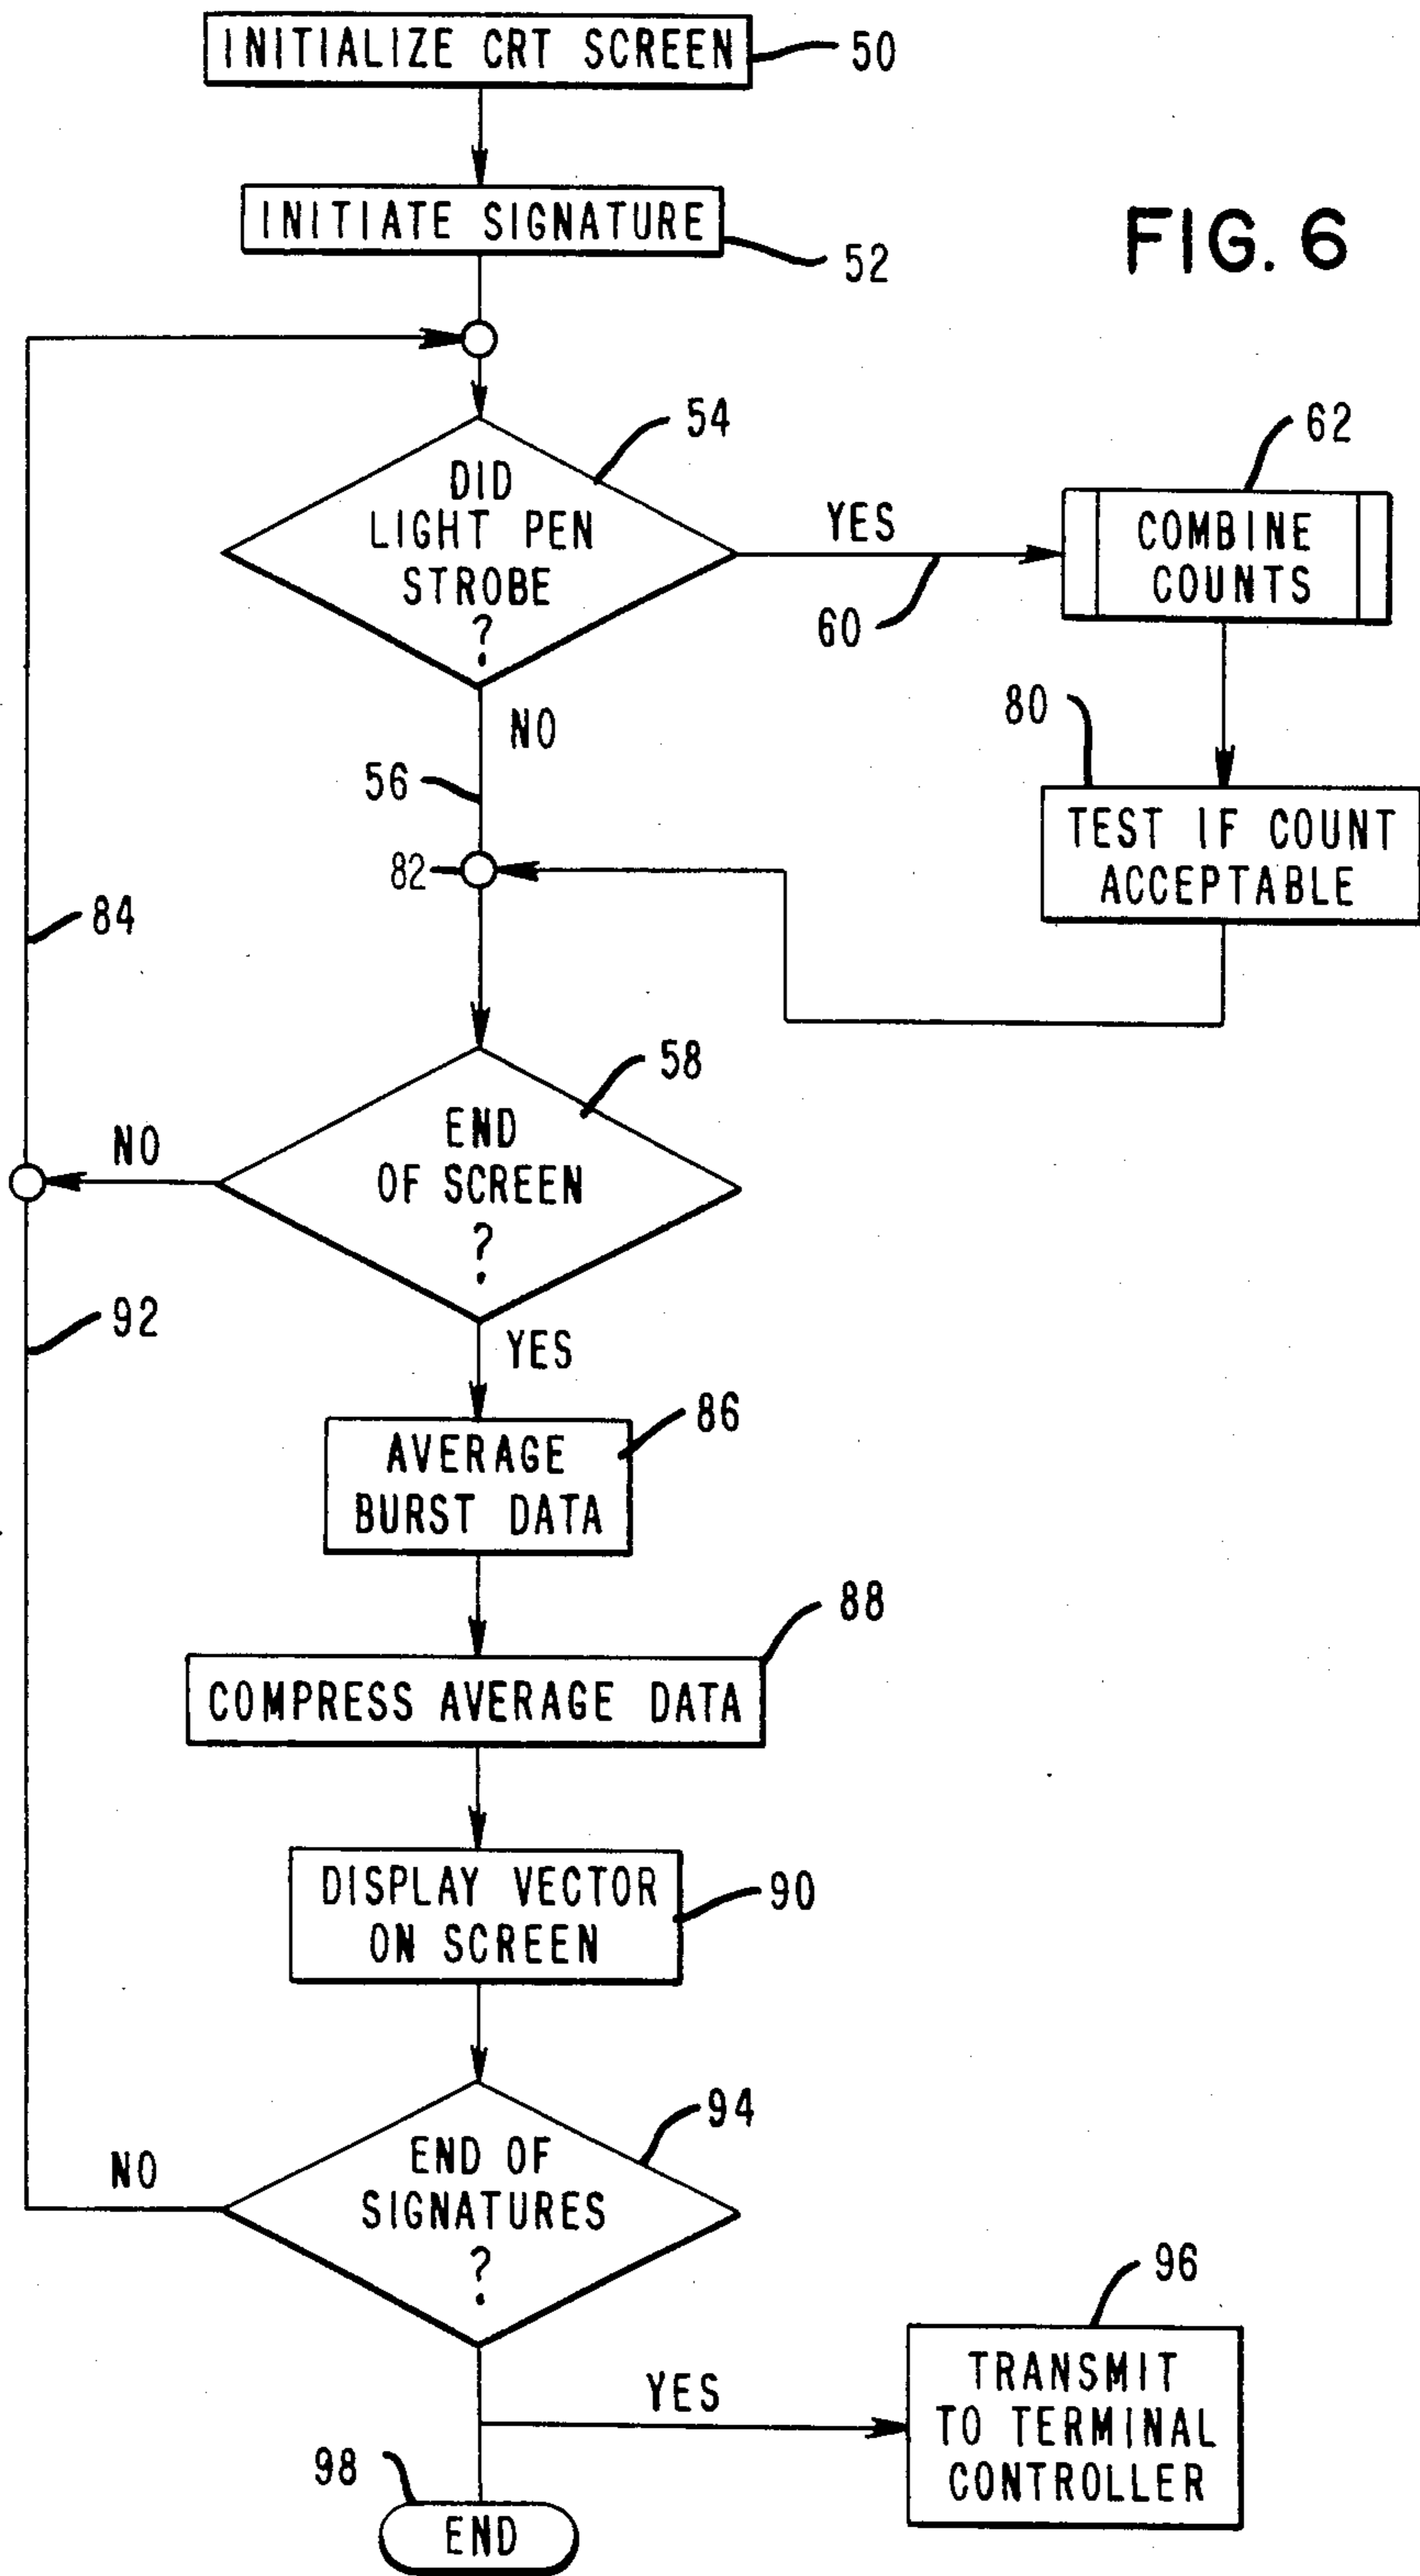 INITIALIZE CRT SCREEN
50
INITIATE SIGNATURE
52
FIG. 6
54
DID
LIGHT PEN
STROBE
?
YES
60
62
COMBINE
COUNTS
NO
56
80
TEST IF COUNT
ACCEPTABLE
82
84
58
END
OF SCREEN
?
NO
92
YES
86
AVERAGE
BURST DATA
88
COMPRESS AVERAGE DATA
DISPLAY VECTOR
ON SCREEN
90
94
END OF
SIGNATURES
?
NO
YES
96
TRANSMIT
TO TERMINAL
CONTROLLER
98
END